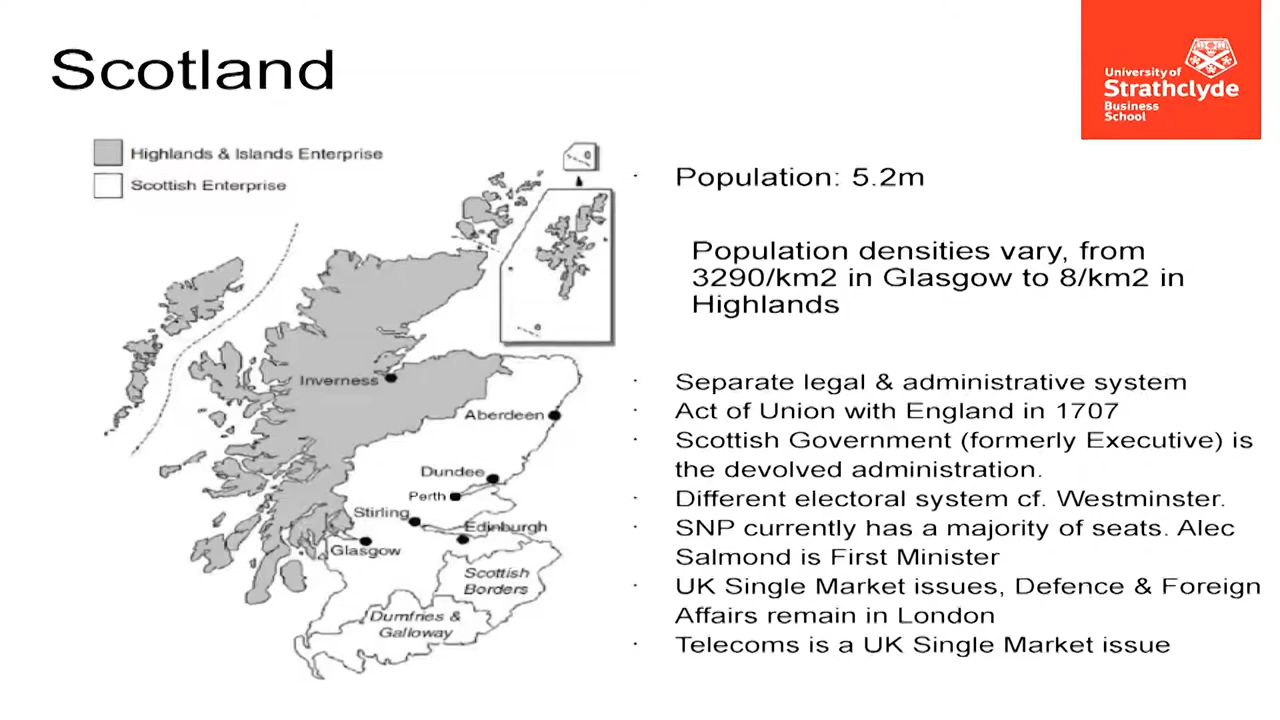 Scotland
University of
Strathclyde
Business
School
Highlands & Islands Enterprise
Scottish Enterprise
Inverness
Aberdeen
Dundee
Perth
Stirling
Edinburgh
Glasgow
Scottish
Borders
Dumfries &
Galloway
· Population: 5.2m
Population densities vary, from
3290/km2 in Glasgow to 8/km2 in
Highlands
· Separate legal & administrative system
· Act of Union with England in 1707
· Scottish Government (formerly Executive) is
the devolved administration.
· Different electoral system cf. Westminster.
· SNP currently has a majority of seats. Alec
Salmond is First Minister
· UK Single Market issues, Defence & Foreign
Affairs remain in London
· Telecoms is a UK Single Market issue